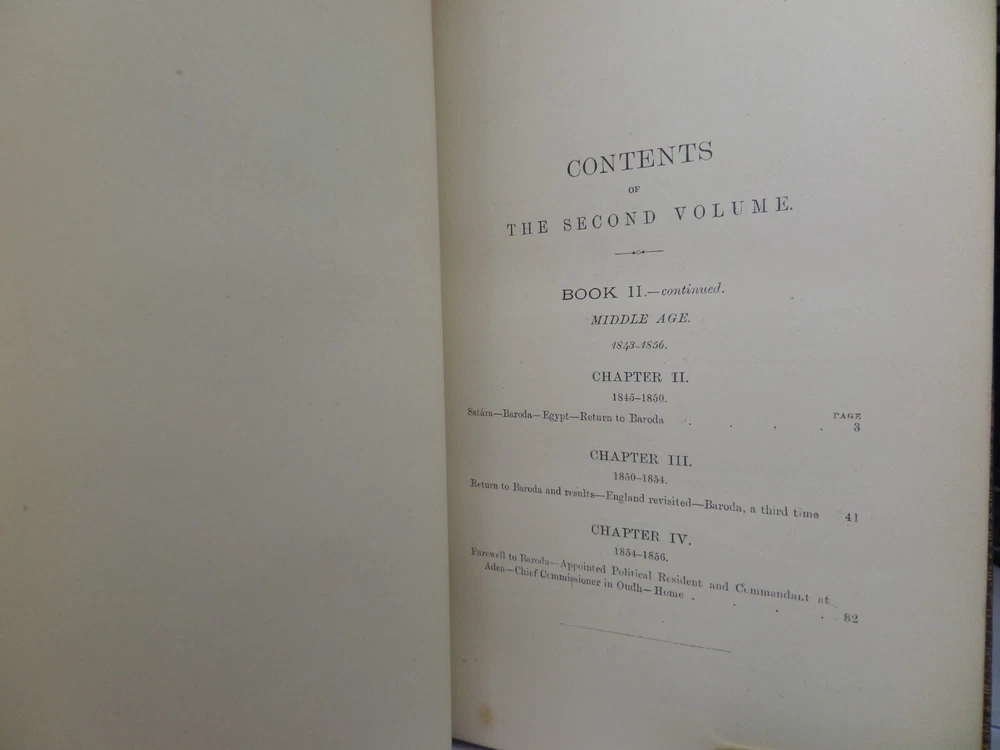 CONTENTS
OF
THE SECOND VOLUME.
BOOK II.—continued.
MIDDLE AGE.
1843–1856.
CHAPTER II.
1845–1850.
PAGE
Satára—Baroda—Egypt—Return to Baroda . . . . 3
CHAPTER III.
1850–1854.
Return to Baroda and results—England revisited—Baroda, a third time 41
CHAPTER IV.
1854–1856.
Farewell to Baroda—Appointed Political Resident and Commandant at
Aden—Chief Commissioner in Oudh—Home . . . . 82